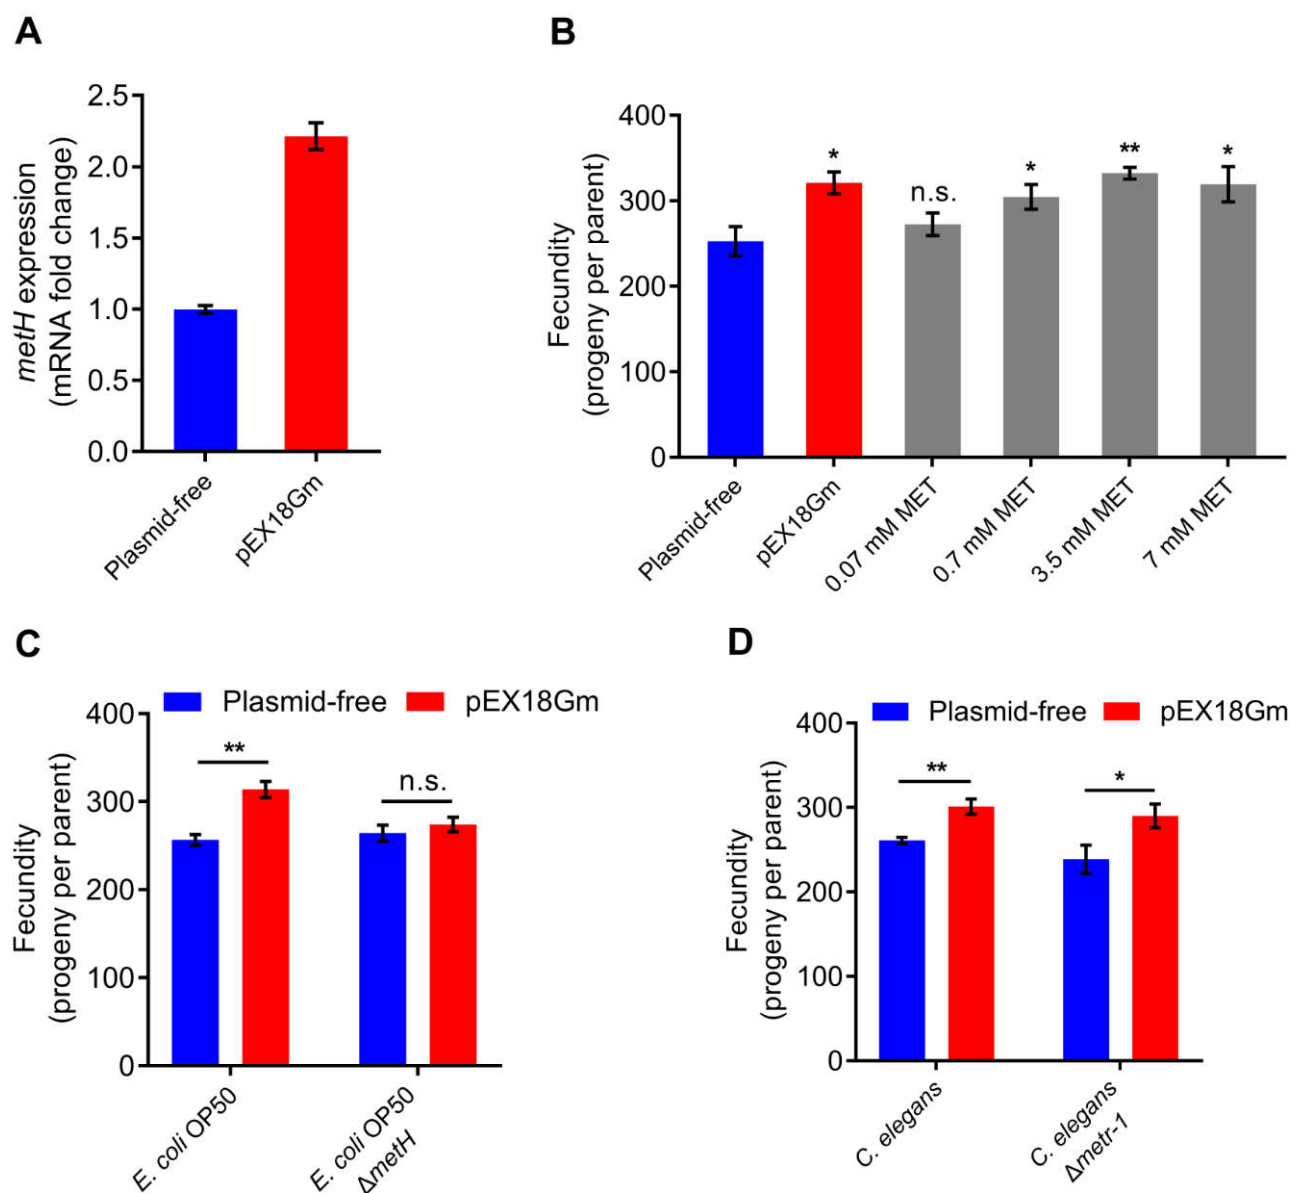 A
metH expression
(mRNA fold change)
2.5
2.0
1.5
1.0
0.5
0.0
Plasmid-free
pEX18Gm
B
Fecundity
(progeny per parent)
400
300
200
100
0
*
n.s.
*
**
*
Plasmid-free
pEX18Gm
0.07 mM MET
0.7 mM MET
3.5 mM MET
7 mM MET
C
Plasmid-free
pEX18Gm
Fecundity
(progeny per parent)
400
300
200
100
0
**
n.s.
E. coli OP50
E. coli OP50
ΔmetH
D
Plasmid-free
pEX18Gm
Fecundity
(progeny per parent)
400
300
200
100
0
**
*
C. elegans
C. elegans
Δmetr-1